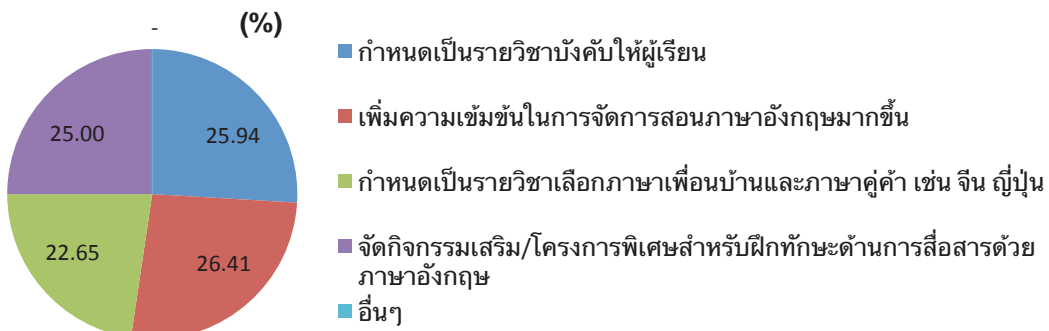 -
(%)
25.00
25.94
22.65
26.41
กำหนดเป็นรายวิชาบังคับให้ผู้เรียน
เพิ่มความเข้มข้นในการจัดการสอนภาษาอังกฤษมากขึ้น
กำหนดเป็นรายวิชาเลือกภาษาเพื่อนบ้านและภาษาคู่ค้า เช่น จีน ญี่ปุ่น
จัดกิจกรรมเสริม/โครงการพิเศษสำหรับฝึกทักษะด้านการสื่อสารด้วย
ภาษาอังกฤษ
อื่นๆ